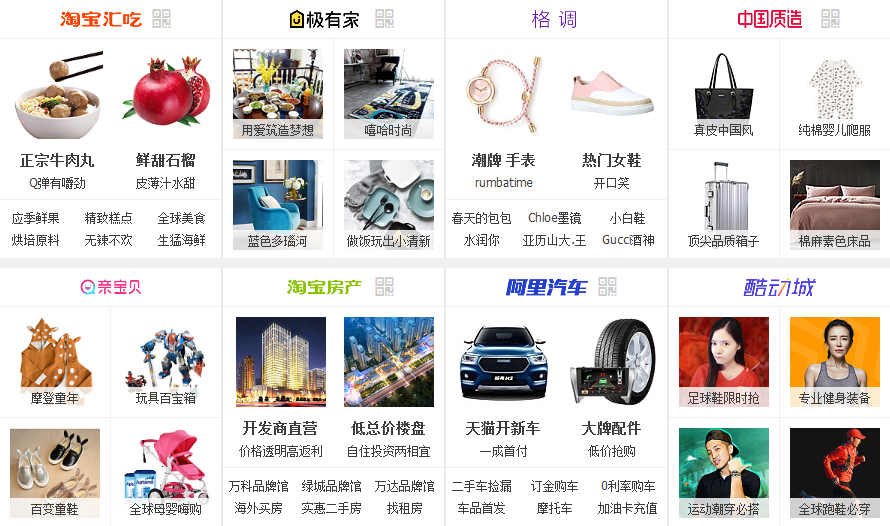 淘宝汇吃
极有家
格调
中国质造
正宗牛肉丸
Q弹有嚼劲
鲜甜石榴
皮薄汁水甜
应季鲜果
精致糕点
全球美食
烘培原料
无辣不欢
生猛海鲜
用爱筑造梦想
嘻哈时尚
蓝色多瑙河
做饭玩出小清新
潮牌 手表
rumbatime
热门女鞋
开口笑
春天的包包
Chloe墨镜
小白鞋
水润你
亚历山大.王
Gucci酒神
真皮中国风
纯棉婴儿爬服
顶尖品质箱子
棉麻素色床品
亲宝贝
淘宝房产
阿里汽车
酷动城
摩登童年
玩具百宝箱
百变童鞋
全球母婴嗨购
开发商直营
价格透明高返利
低总价楼盘
自住投资两相宜
万科品牌馆
绿城品牌馆
万达品牌馆
海外买房
实惠二手房
找租房
天猫开新车
一成首付
大牌配件
低价抢购
二手车捡漏
订金购车
0利率购车
车品首发
摩托车
加油卡充值
足球鞋限时抢
专业健身装备
运动潮穿必搭
全球跑鞋必穿